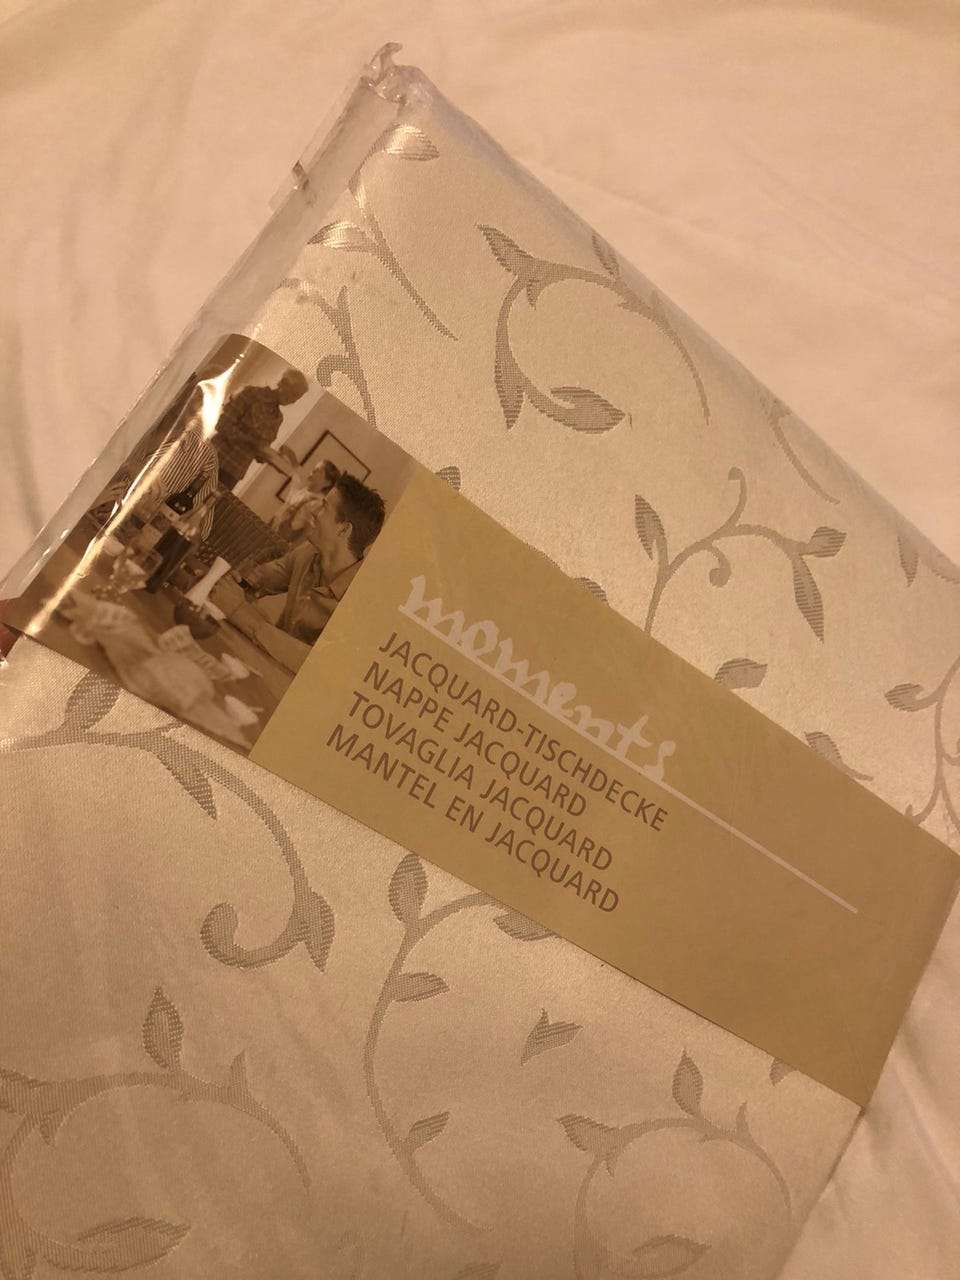 moments
JACQUARD-TISCHDECKE
NAPPE JACQUARD
TOVAGLIA JACQUARD
MANTEL EN JACQUARD